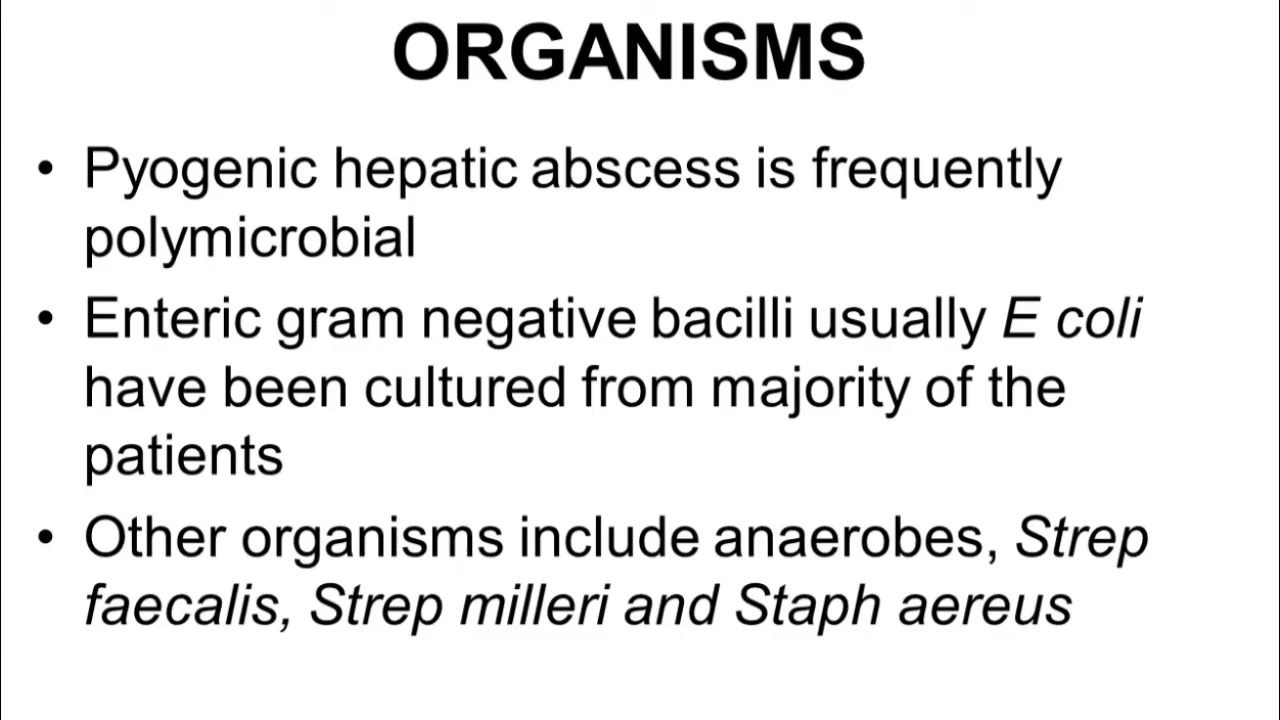 ORGANISMS
• Pyogenic hepatic abscess is frequently
polymicrobial
• Enteric gram negative bacilli usually E coli
have been cultured from majority of the
patients
• Other organisms include anaerobes, Strep
faecalis, Strep milleri and Staph aereus